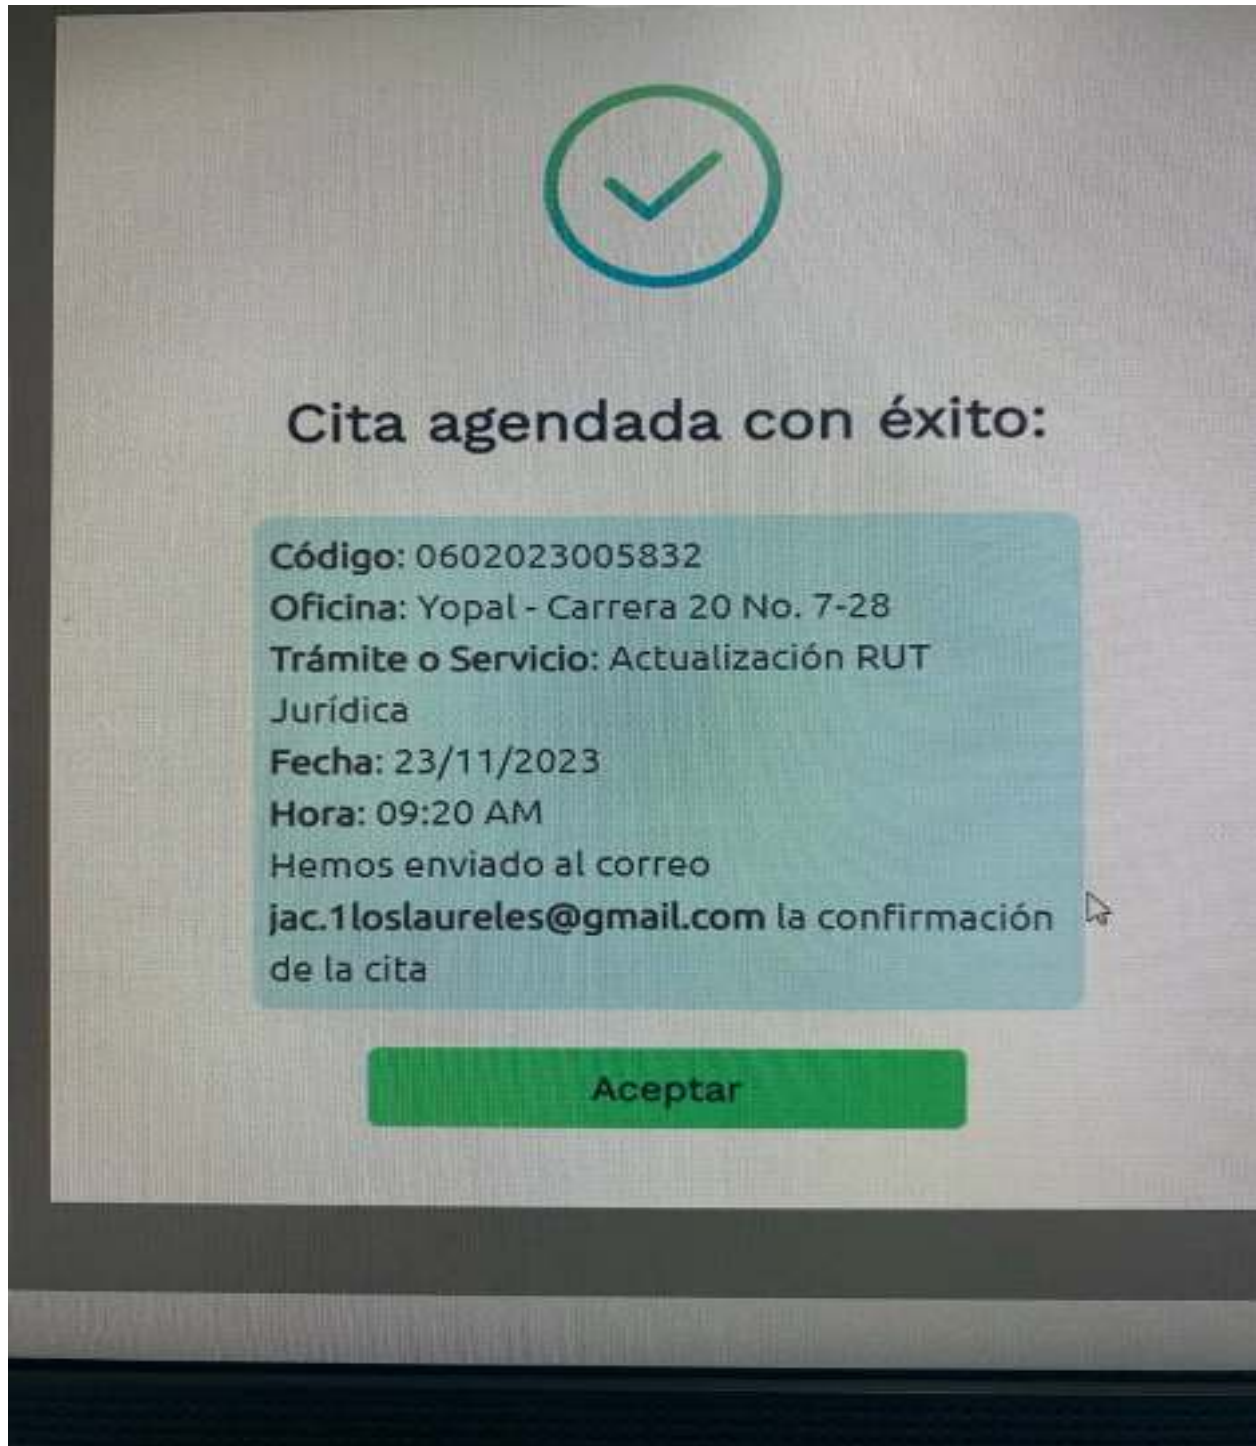 Cita agendada con éxito:
Código: 0602023005832
Oficina: Yopal - Carrera 20 No. 7-28
Trámite o Servicio: Actualización RUT
Jurídica
Fecha: 23/11/2023
Hora: 09:20 AM
Hemos enviado al correo
jac.1loslaureles@gmail.com la confirmación
de la cita
Aceptar